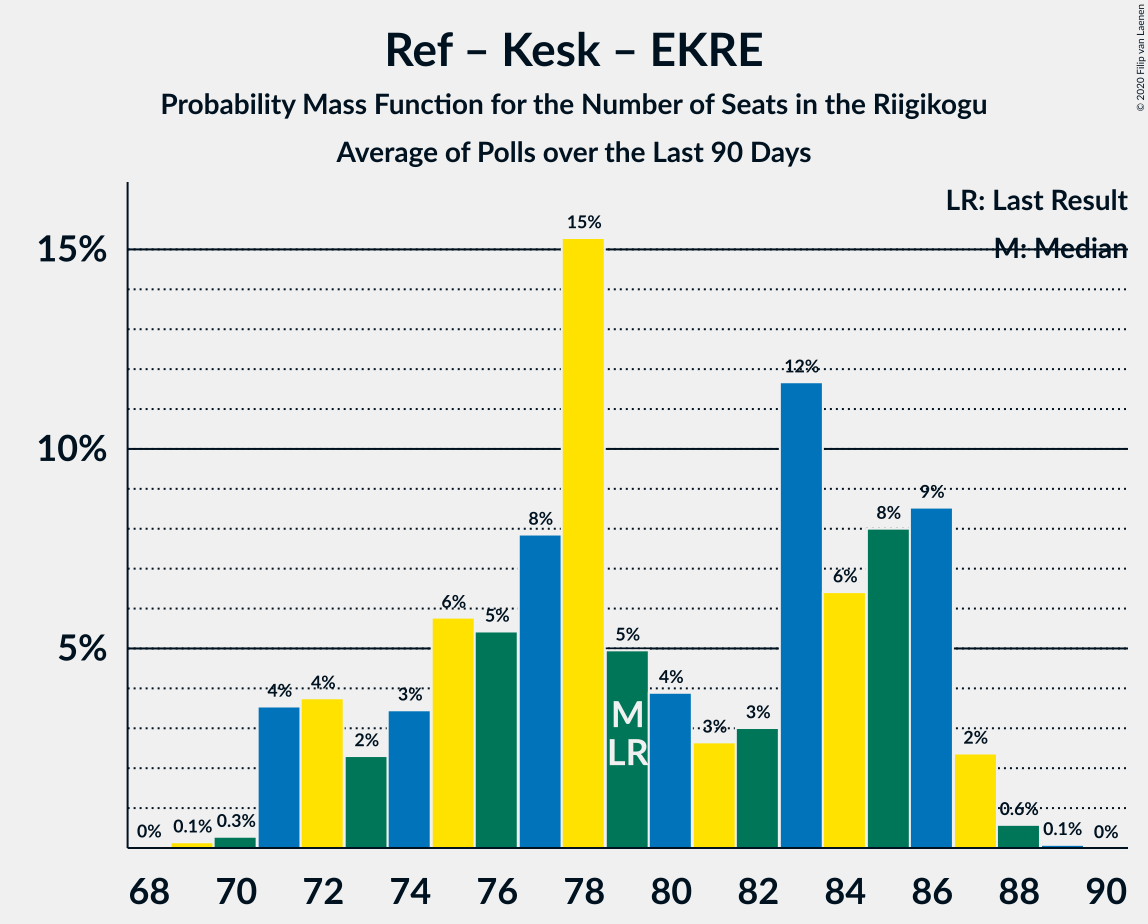 Ref – Kesk – EKRE
Probability Mass Function for the Number of Seats in the Riigikogu
Average of Polls over the Last 90 Days
© 2020 Filip van Laenen
LR: Last Result
M: Median
15%
10%
5%
0%
0.1%
0.3%
4%
4%
2%
3%
6%
5%
8%
15%
5%
4%
3%
3%
12%
6%
8%
9%
2%
0.6%
0.1%
0%
M
LR
68 70 72 74 76 78 80 82 84 86 88 90